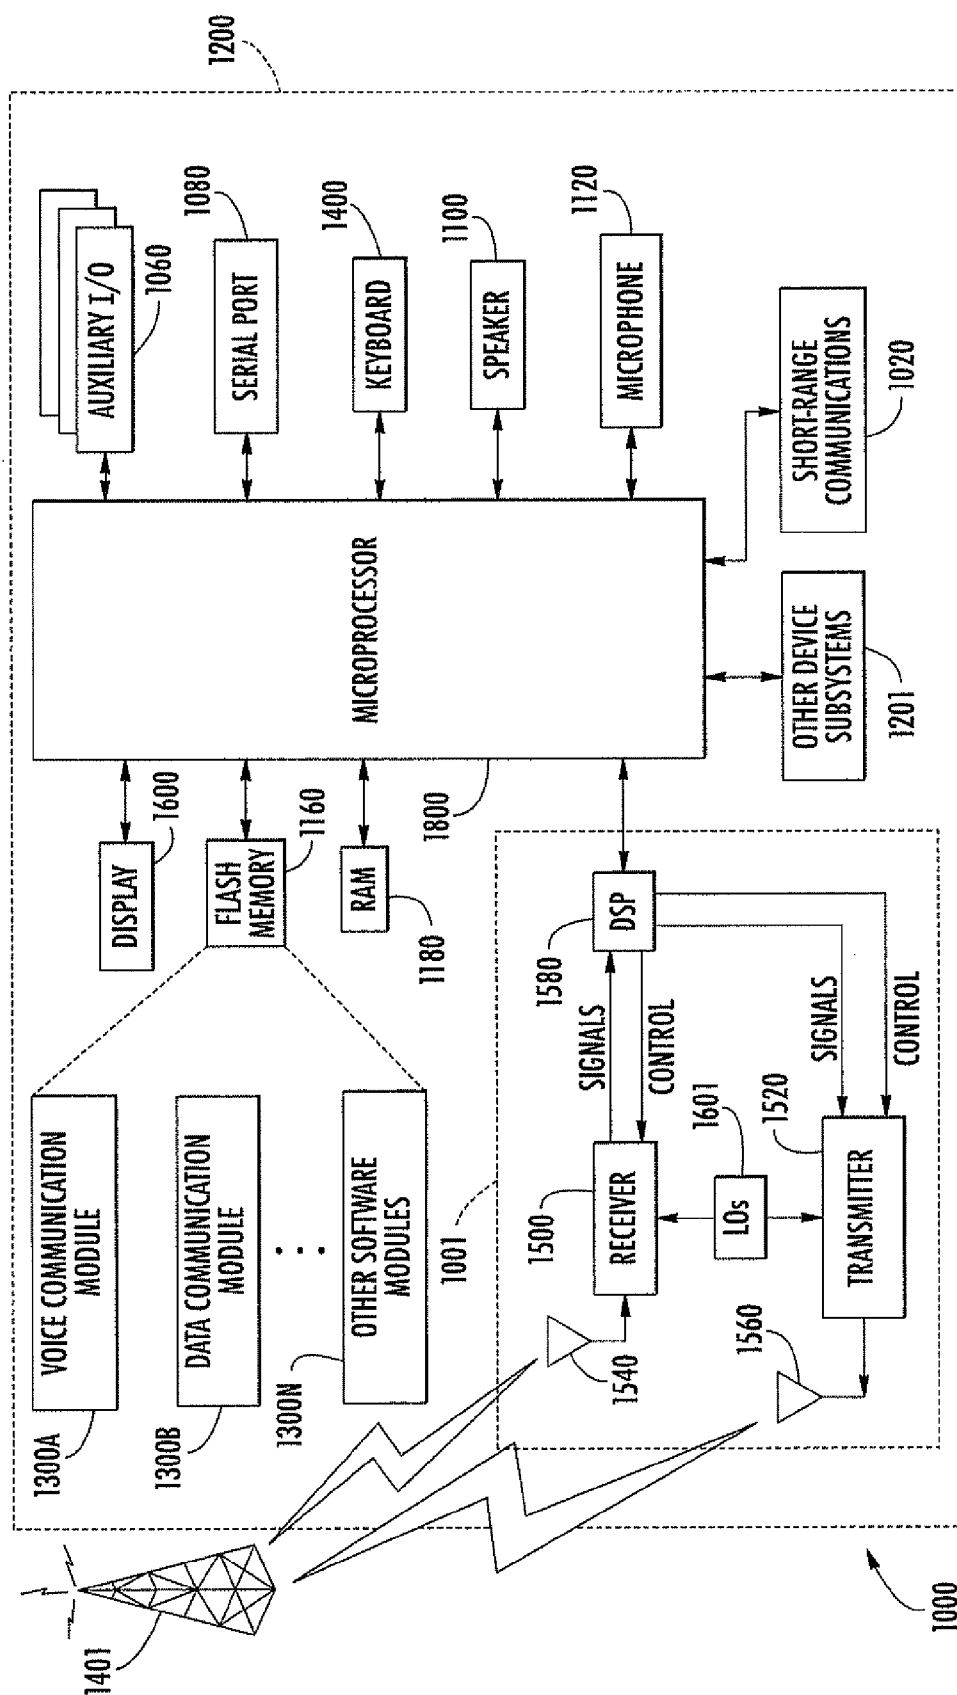 1200
AUXILIARY I/O
1060
SERIAL PORT
1080
KEYBOARD
1400
SPEAKER
1100
MICROPHONE
1120
SHORT-RANGE
COMMUNICATIONS
1020
MICROPROCESSOR
1800
OTHER DEVICE
SUBSYSTEMS
1201
DISPLAY
1600
FLASH
MEMORY
1160
RAM
1180
VOICE COMMUNICATION
MODULE
1300A
DATA COMMUNICATION
MODULE
1300B
OTHER SOFTWARE
MODULES
1300N
1001
DSP
1580
SIGNALS
CONTROL
SIGNALS
CONTROL
RECEIVER
1500
LOs
1601
TRANSMITTER
1520
1540
1560
1401
1000